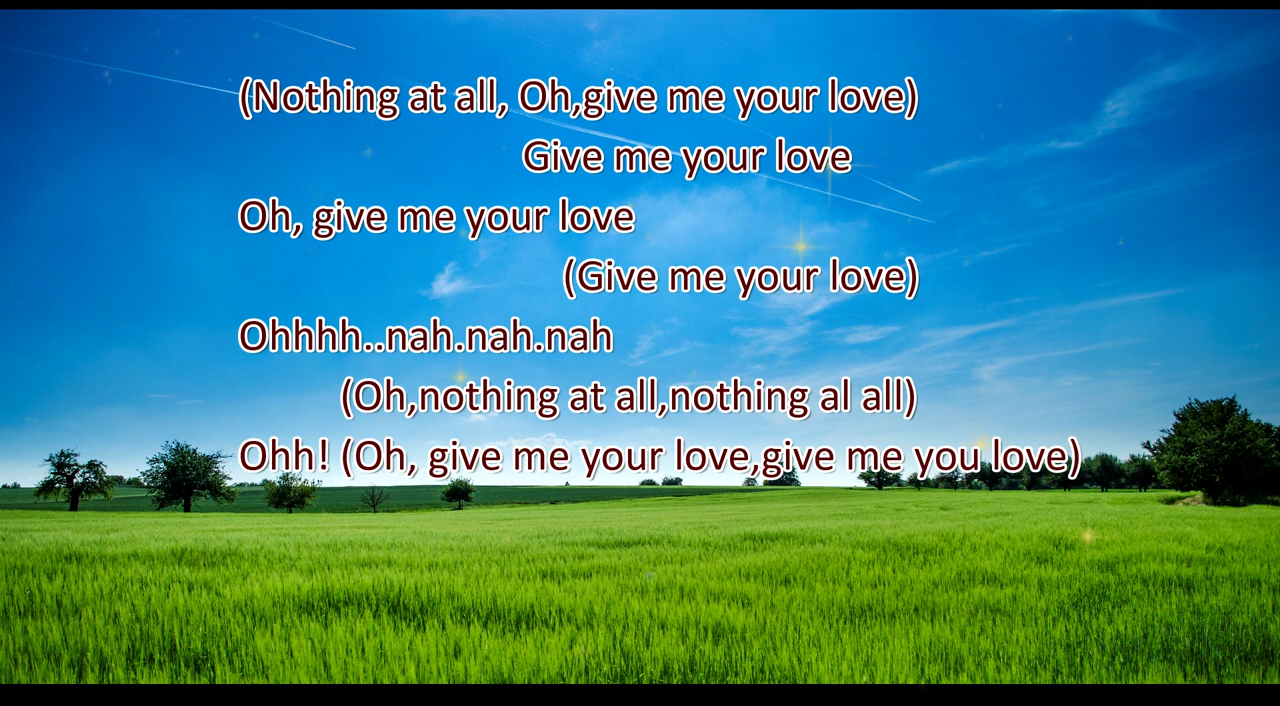 (Nothing at all, Oh,give me your love)
Give me your love
Oh, give me your love
(Give me your love)
Ohhhh..nah.nah.nah
(Oh,nothing at all,nothing al all)
Ohh! (Oh, give me your love,give me you love)